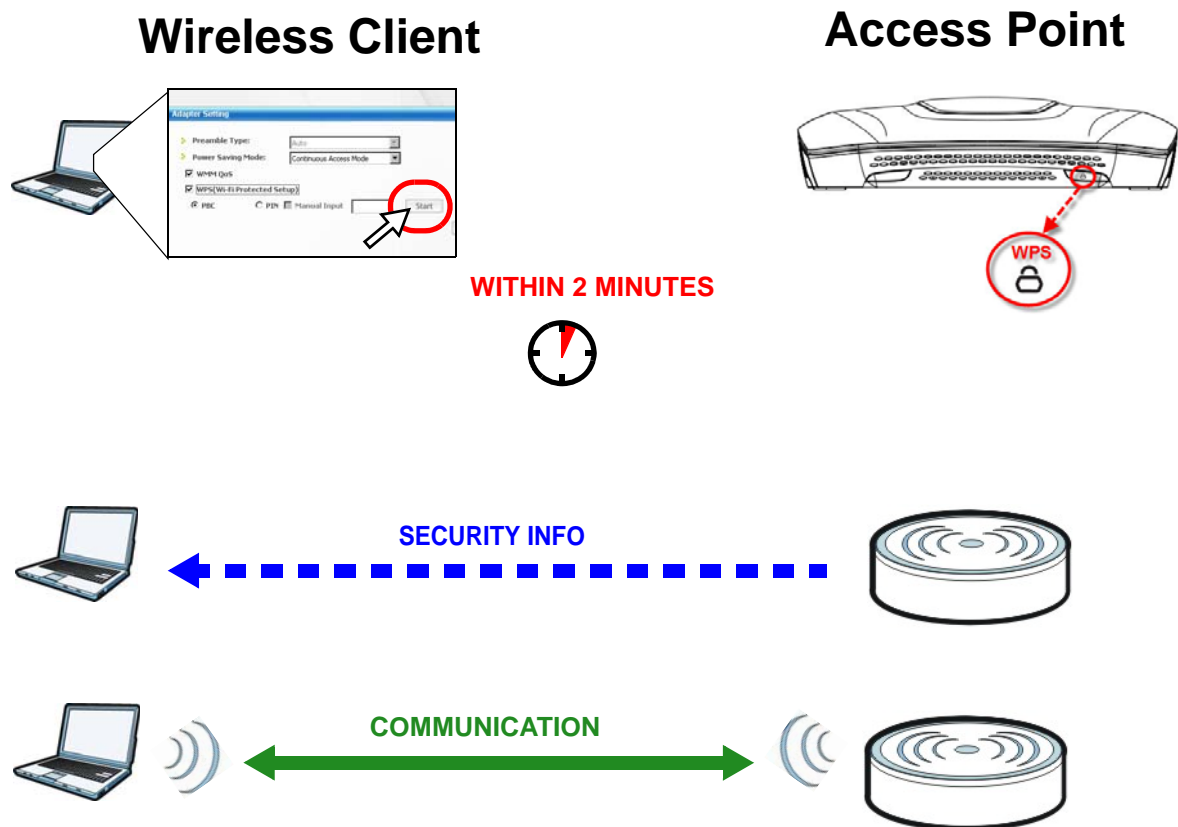 Wireless Client
Access Point
Adapter Setting
Preamble Type: Auto
Power Saving Mode: Continuous Access Mode
WMM QoS
WPS(Wi-Fi Protected Setup)
PBC PIN Manual Input Start
WPS
WITHIN 2 MINUTES
SECURITY INFO
COMMUNICATION